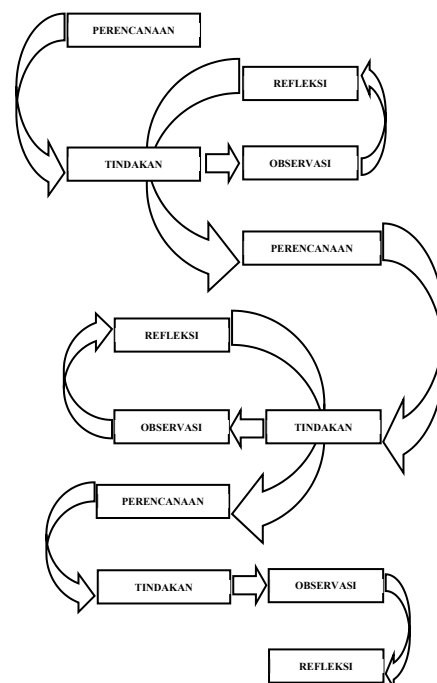 PERENCANAAN
REFLEKSI
TINDAKAN
OBSERVASI
PERENCANAAN
REFLEKSI
OBSERVASI
TINDAKAN
PERENCANAAN
TINDAKAN
OBSERVASI
REFLEKSI